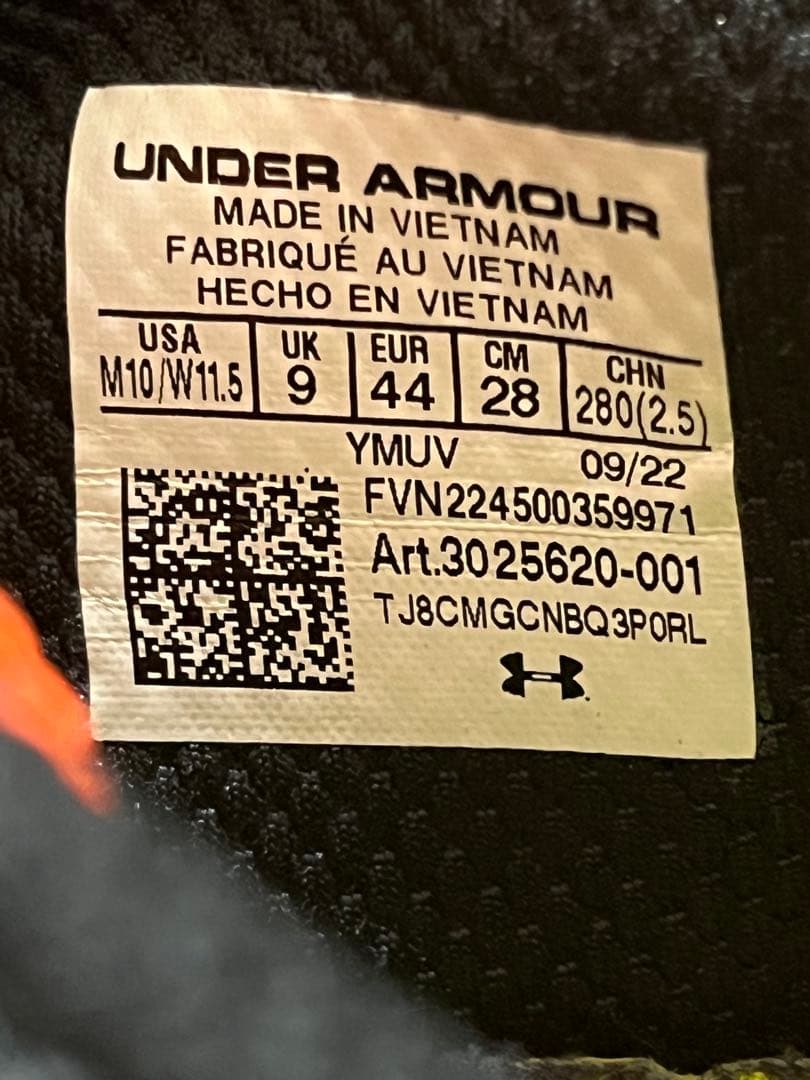 UNDER ARMOUR
MADE IN VIETNAM
FABRIQUÉ AU VIETNAM
HECHO EN VIETNAM
USA UK EUR CM CHN
M10/W11.5 9 44 28 280(2.5)
YMUV 09/22
FVN224500359971
Art.3025620-001
TJ8CMGCNBQ3P0RL